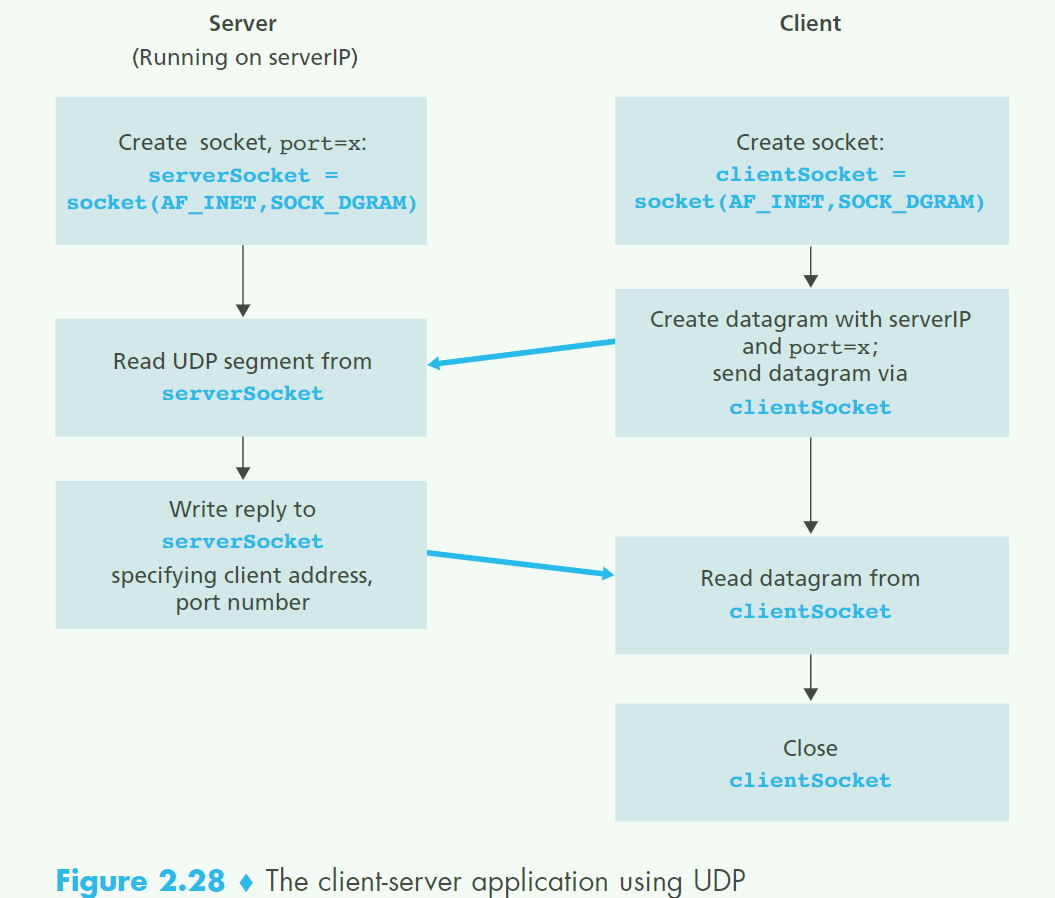 Server
(Running on serverIP)
Create socket, port=x:
serverSocket =
socket(AF_INET,SOCK_DGRAM)
Read UDP segment from
serverSocket
Write reply to
serverSocket
specifying client address,
port number
Client
Create socket:
clientSocket =
socket(AF_INET,SOCK_DGRAM)
Create datagram with serverIP
and port=x;
send datagram via
clientSocket
Read datagram from
clientSocket
Close
clientSocket
Figure 2.28 ♦ The client-server application using UDP